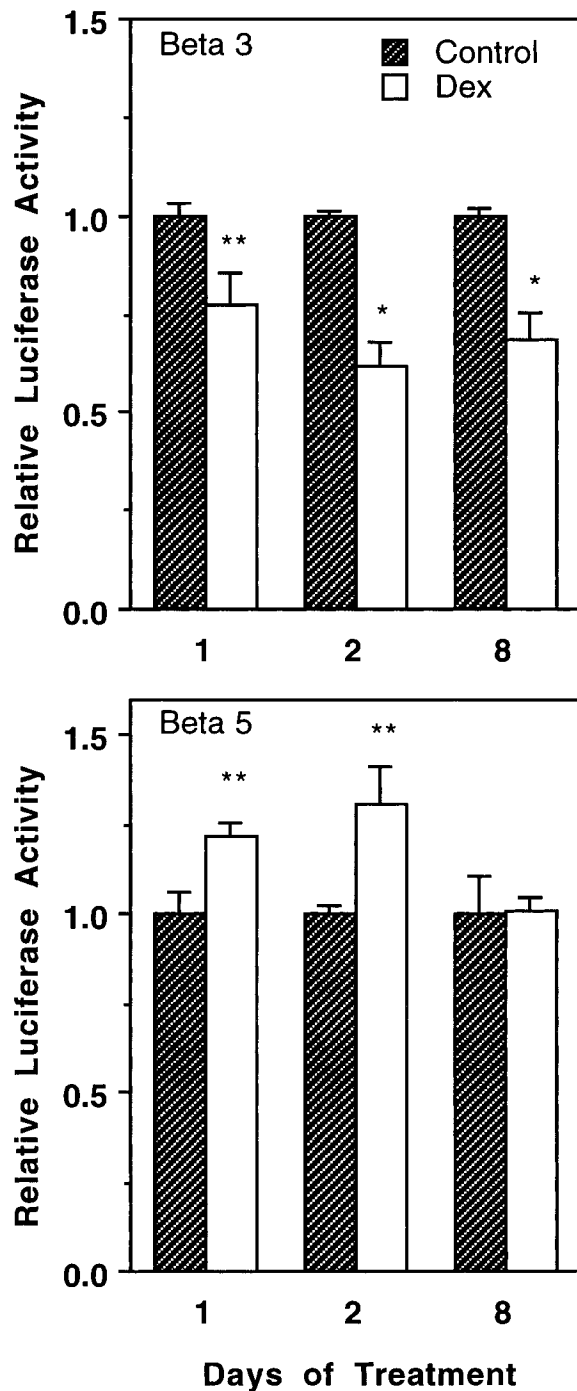 1.5
Beta 3
Control
Dex
Relative Luciferase Activity
1.0
**
*
*
0.5
0.0
1 2 8
Beta 5
1.5
**
**
Relative Luciferase Activity
1.0
0.5
0.0
1 2 8
Days of Treatment